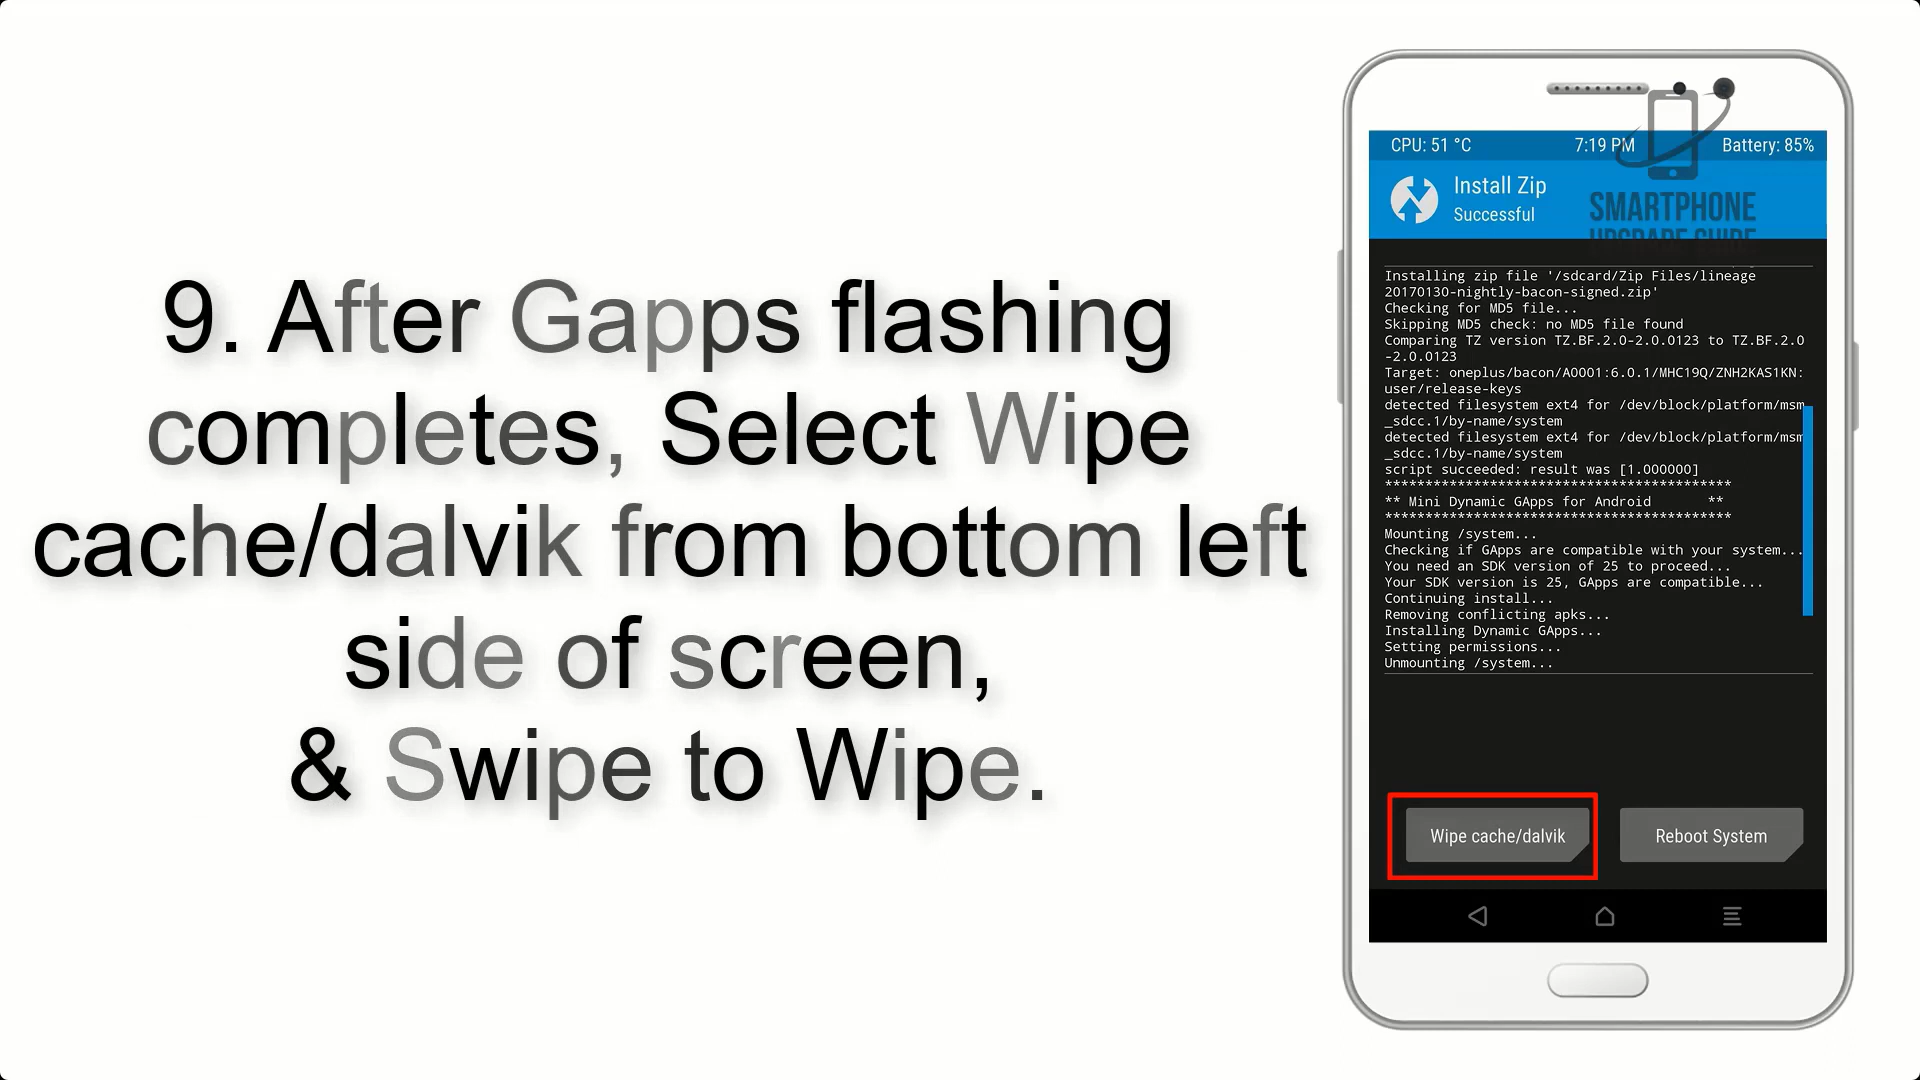 9. After Gapps flashing
completes, Select Wipe
cache/dalvik from bottom left
side of screen,
& Swipe to Wipe.
CPU: 51 °C 7:19 PM Battery: 85%
Install Zip
Successful
SMARTPHONE
UPGRADE GUIDE
Installing zip file '/sdcard/Zip Files/lineage
20170130-nightly-bacon-signed.zip'
Checking for MD5 file...
Skipping MD5 check: no MD5 file found
Comparing TZ version TZ.BF.2.0-2.0.0123 to TZ.BF.2.0
-2.0.0123
Target: oneplus/bacon/A0001:6.0.1/MHC19Q/ZNH2KAS1KN:
user/release-keys
detected filesystem ext4 for /dev/block/platform/msm
_sdcc.1/by-name/system
detected filesystem ext4 for /dev/block/platform/msm
_sdcc.1/by-name/system
script succeeded: result was [1.000000]
*******************************************
** Mini Dynamic GApps for Android **
*******************************************
Mounting /system...
Checking if GApps are compatible with your system...
You need an SDK version of 25 to proceed...
Your SDK version is 25, GApps are compatible...
Continuing install...
Removing conflicting apks...
Installing Dynamic GApps...
Setting permissions...
Unmounting /system...
Wipe cache/dalvik
Reboot System